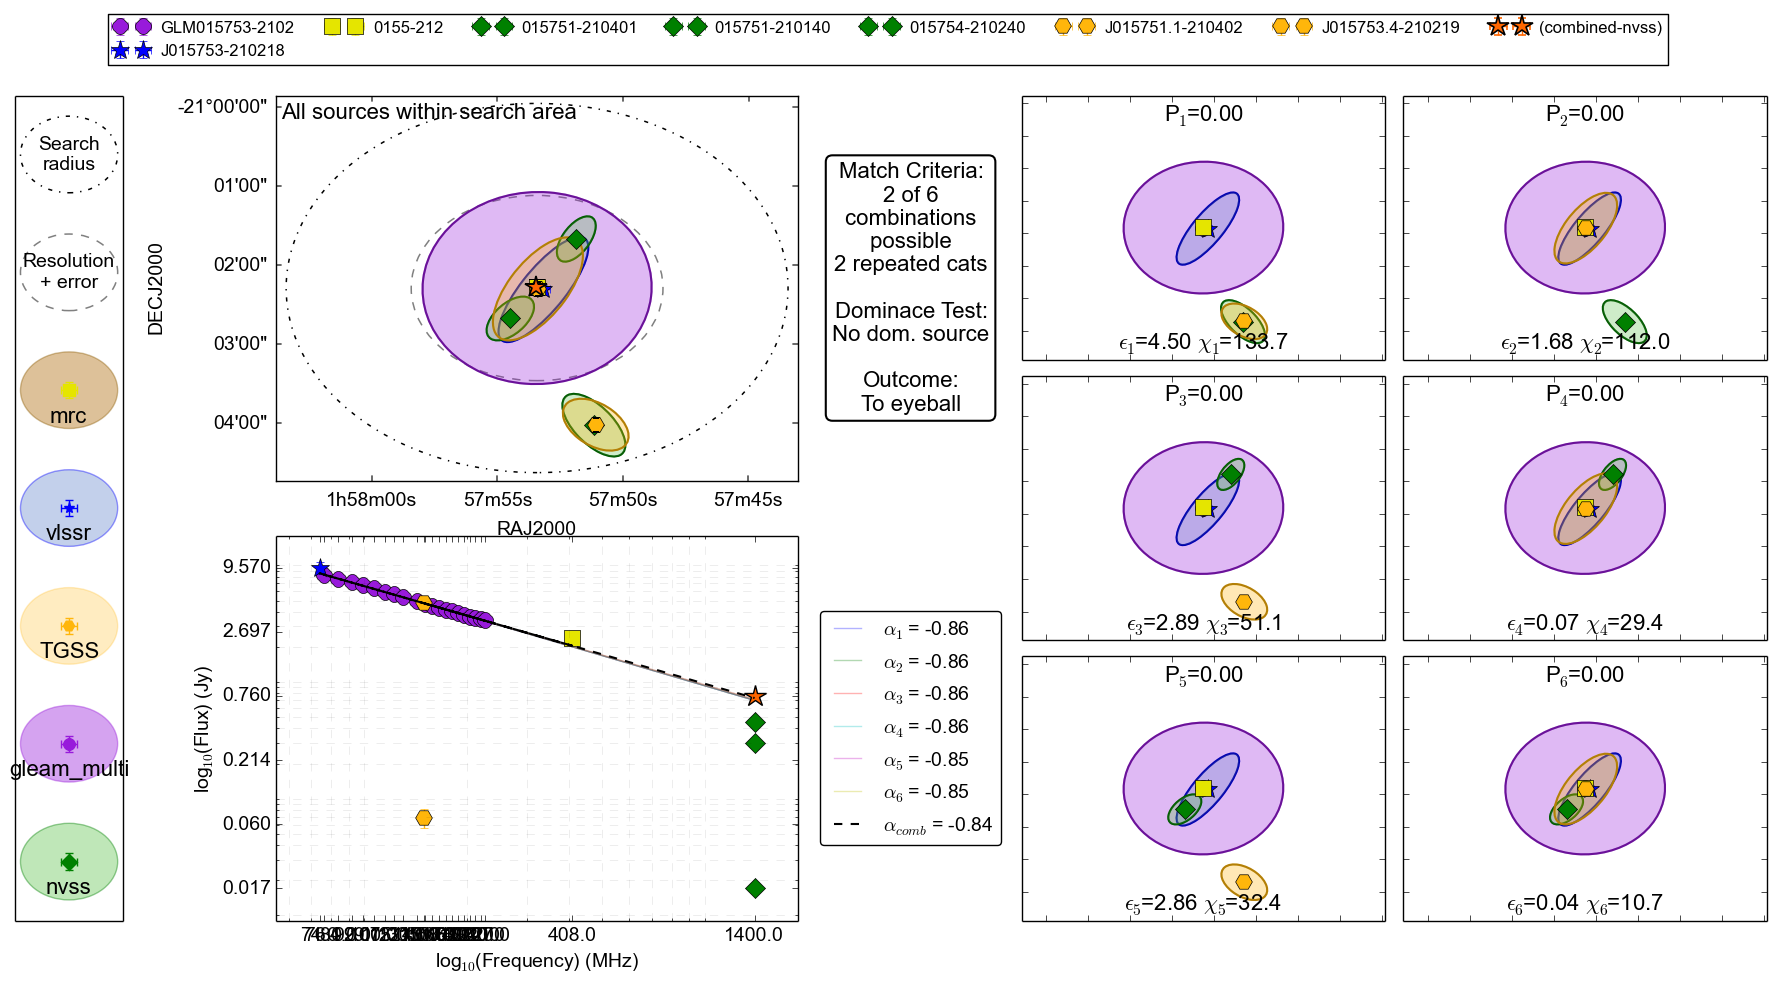 GLM015753-2102 0155-212 015751-210401 015751-210140 015754-210240 J015751.1-210402 J015753.4-210219 (combined-nvss)
J015753-210218
Search
radius
Resolution
+ error
mrc
vlssr
TGSS
gleam_multi
nvss
All sources within search area
DECJ2000
-21°00'00"
01'00"
02'00"
03'00"
04'00"
1h58m00s 57m55s 57m50s 57m45s
RAJ2000
log₁₀(Flux) (Jy)
9.570
2.697
0.760
0.214
0.060
0.017
408.0 1400.0
log₁₀(Frequency) (MHz)
Match Criteria:
2 of 6
combinations
possible
2 repeated cats
Dominace Test:
No dom. source
Outcome:
To eyeball
α₁ = -0.86
α₂ = -0.86
α₃ = -0.86
α₄ = -0.86
α₅ = -0.85
α₆ = -0.85
α_comb = -0.84
P₁=0.00
ϵ₁=4.50 χ₁=133.7
P₂=0.00
ϵ₂=1.68 χ₂=112.0
P₃=0.00
ϵ₃=2.89 χ₃=51.1
P₄=0.00
ϵ₄=0.07 χ₄=29.4
P₅=0.00
ϵ₅=2.86 χ₅=32.4
P₆=0.00
ϵ₆=0.04 χ₆=10.7